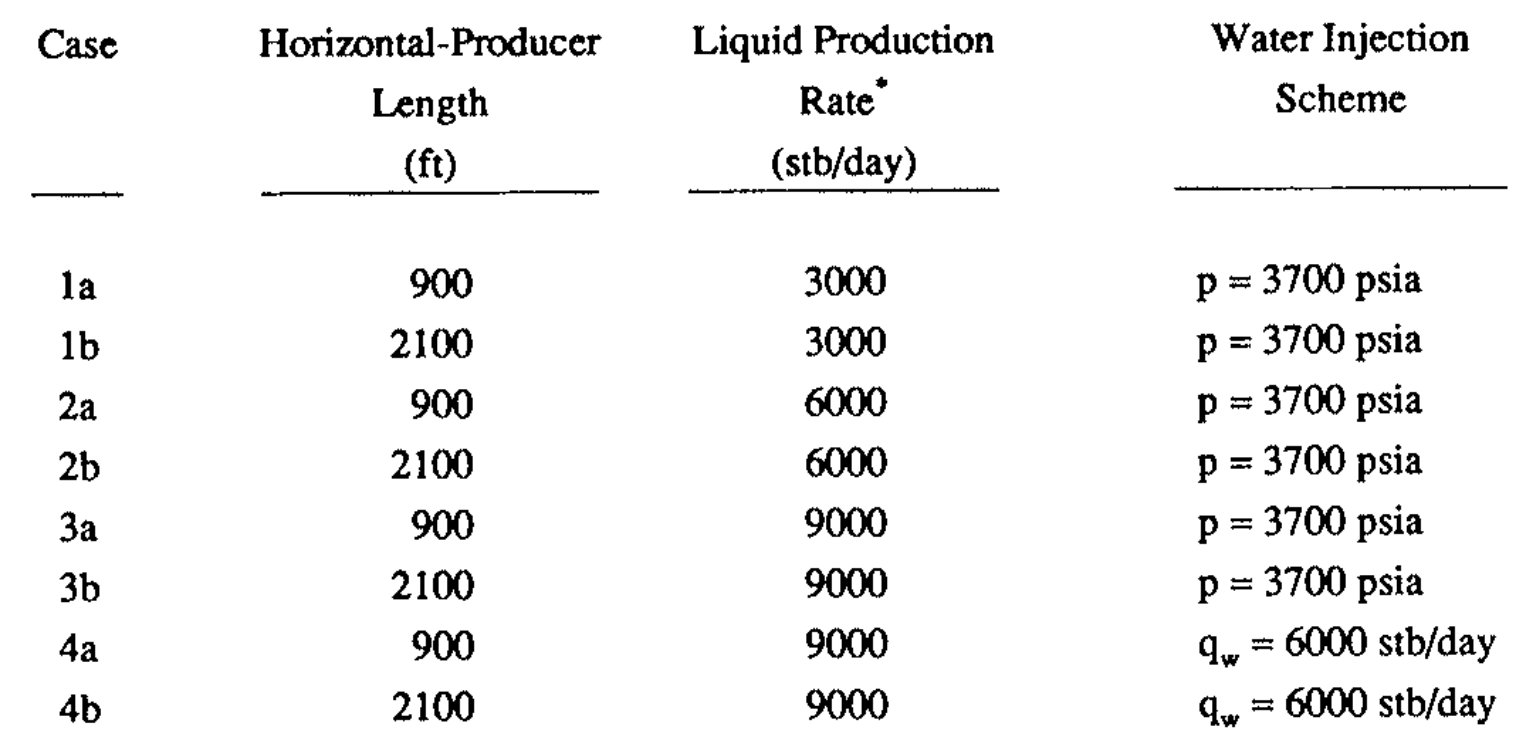 Case Horizontal-Producer Liquid Production Water Injection
Length Rate* Scheme
(ft) (stb/day)
1a 900 3000 p = 3700 psia
1b 2100 3000 p = 3700 psia
2a 900 6000 p = 3700 psia
2b 2100 6000 p = 3700 psia
3a 900 9000 p = 3700 psia
3b 2100 9000 p = 3700 psia
4a 900 9000 q_w = 6000 stb/day
4b 2100 9000 q_w = 6000 stb/day